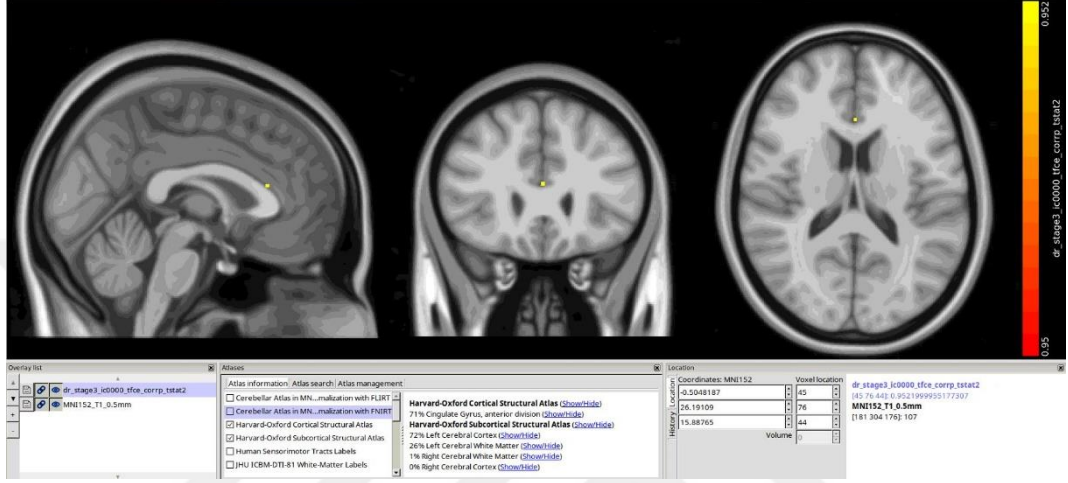 0.952
dr_stage3_ic0000_tfce_corrp_tstat2
0.95
Overlay list
dr_stage3_ic0000_tfce_corrp_tstat2
MNI152_T1_0.5mm
Atlases
Atlas information Atlas search Atlas management
Cerebellar Atlas in MN...malization with FLIRT
Cerebellar Atlas in MN...malization with FNIRT
Harvard-Oxford Cortical Structural Atlas
Harvard-Oxford Subcortical Structural Atlas
Human Sensorimotor Tracts Labels
JHU ICBM-DTI-81 White-Matter Labels
Harvard-Oxford Cortical Structural Atlas (Show/Hide)
71% Cingulate Gyrus, anterior division (Show/Hide)
Harvard-Oxford Subcortical Structural Atlas (Show/Hide)
72% Left Cerebral Cortex (Show/Hide)
26% Left Cerebral White Matter (Show/Hide)
1% Right Cerebral White Matter (Show/Hide)
0% Right Cerebral Cortex (Show/Hide)
Location
History Location
Coordinates: MNI152 Voxel location
-0.5048187 45
26.19109 76
15.88765 44
Volume 0
dr_stage3_ic0000_tfce_corrp_tstat2
[45 76 44]: 0.9521999955177307
MNI152_T1_0.5mm
[181 304 176]: 107